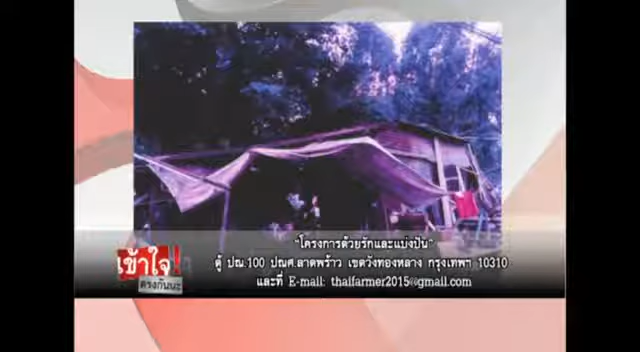 "โครงการด้วยรักและแบ่งปัน"
ตู้ ปณ.100 ปณศ.ลาดพร้าว เขตวังทองหลาง กรุงเทพฯ 10310
และที่ E-mail: thaifarmer2015@gmail.com
เข้าใจ!
ตรงกันนะ